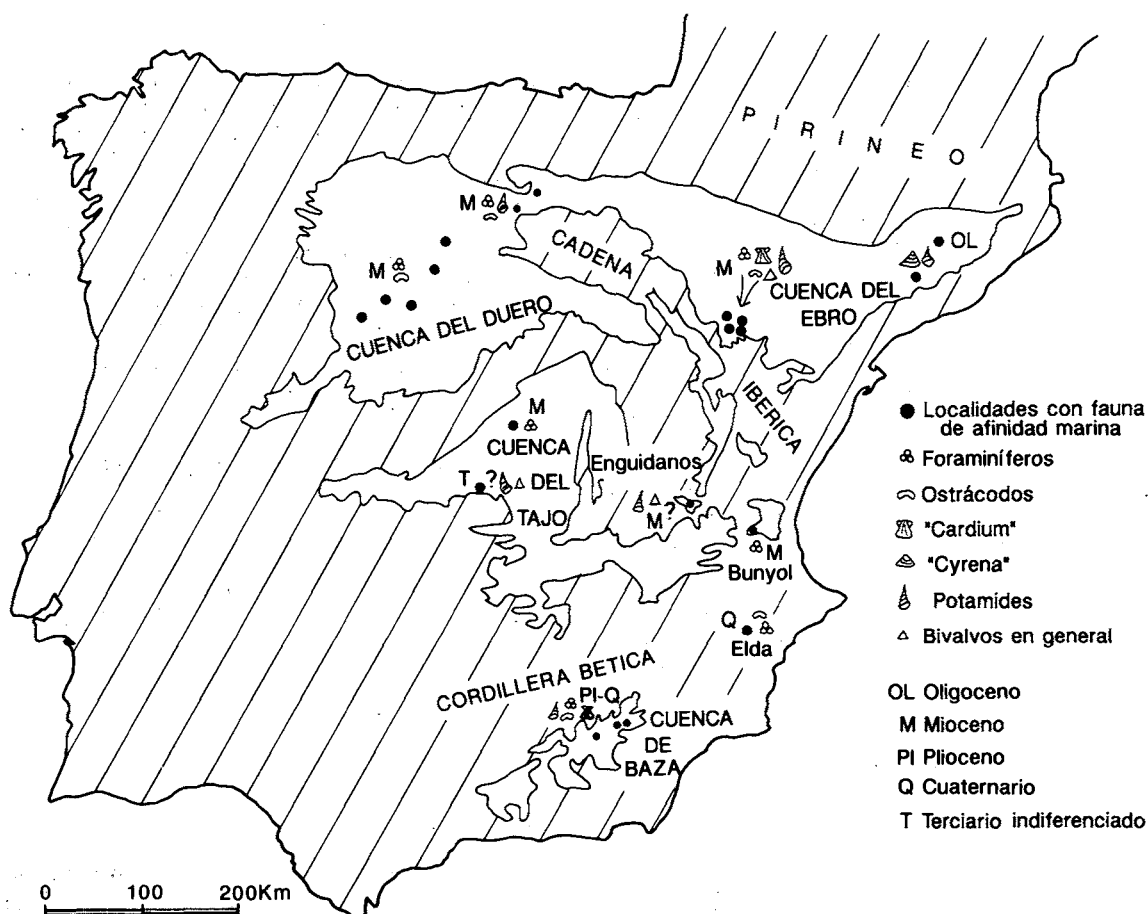 P I R I N E O
M
CADENA
OL
M
M
CUENCA DEL
EBRO
CUENCA DEL DUERO
IBERICA
M
CUENCA
Enguidanos
T ?
DEL
TAJO
M ?
M
Bunyol
Q
Elda
CORDILLERA BETICA
PI-Q
CUENCA
DE
BAZA
Localidades con fauna
de afinidad marina
Foraminíferos
Ostrácodos
"Cardium"
"Cyrena"
Potamides
Bivalvos en general
OL Oligoceno
M Mioceno
PI Plioceno
Q Cuaternario
T Terciario indiferenciado
0 100 200Km